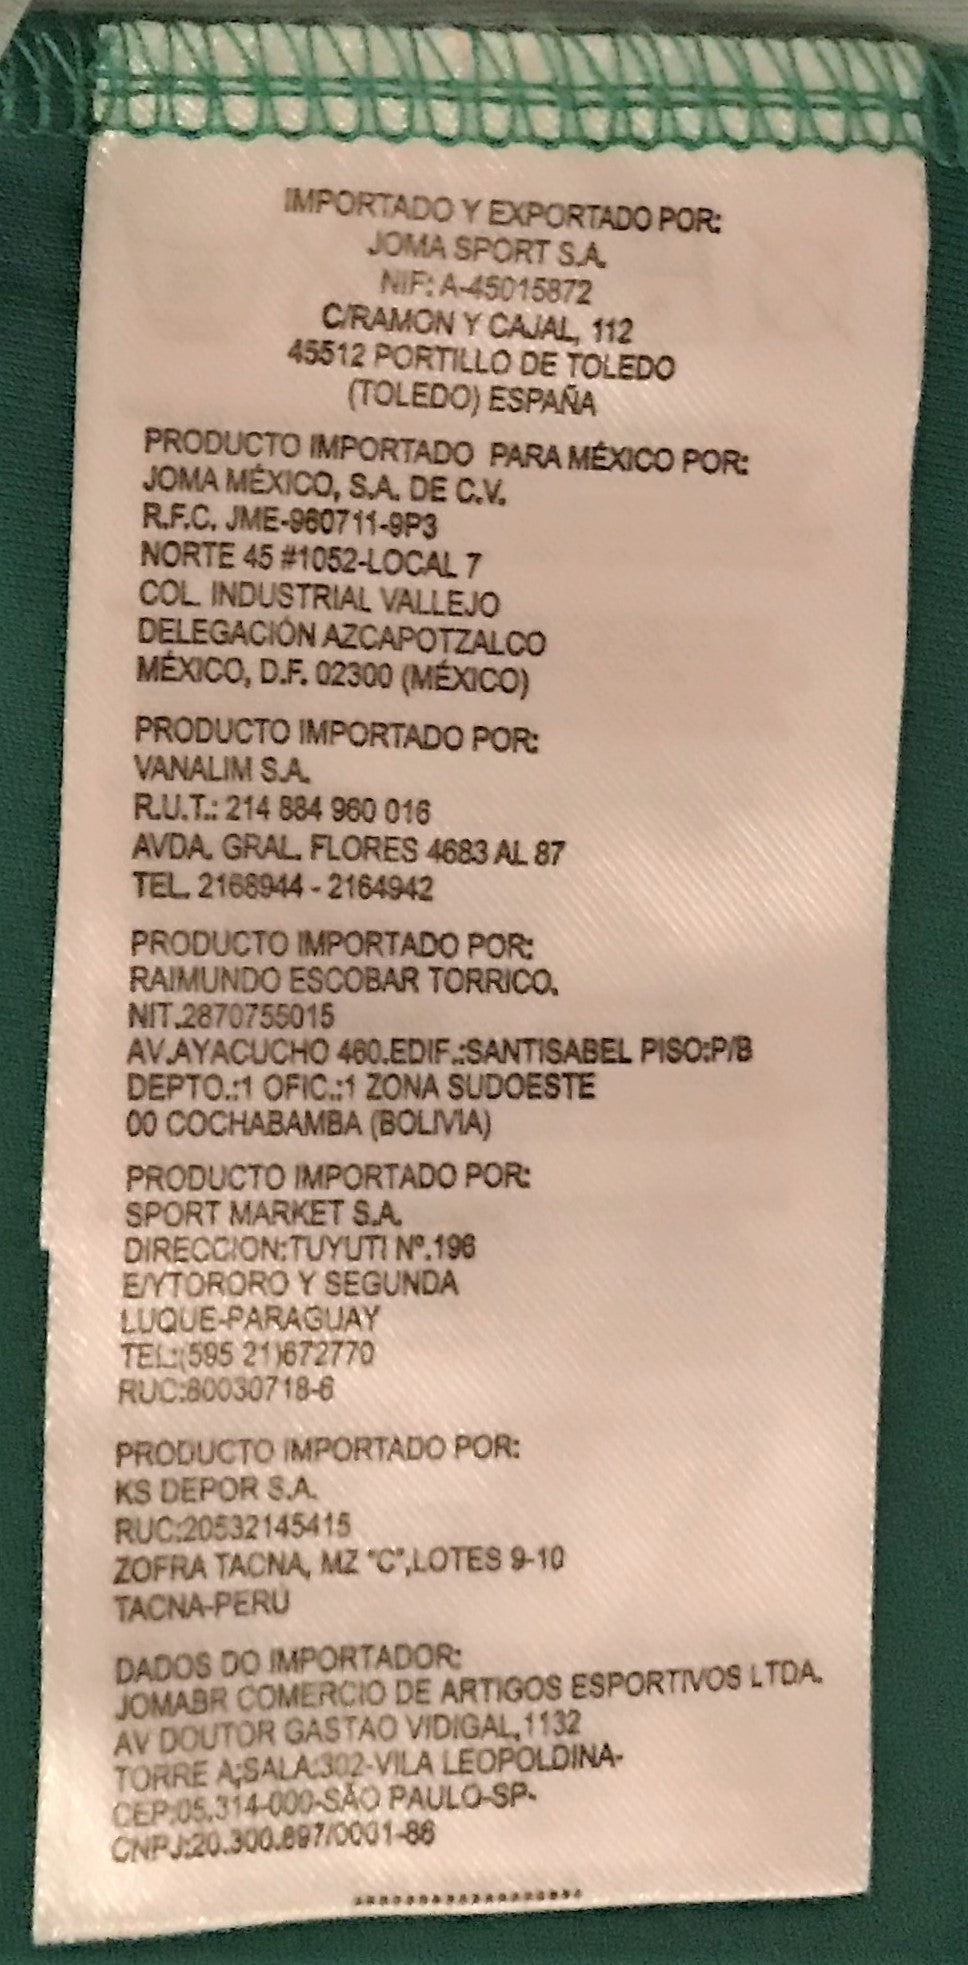 IMPORTADO Y EXPORTADO POR:
JOMA SPORT S.A.
NIF: A-45015872
C/RAMON Y CAJAL, 112
45512 PORTILLO DE TOLEDO
(TOLEDO) ESPAÑA
PRODUCTO IMPORTADO PARA MÉXICO POR:
JOMA MÉXICO, S.A. DE C.V.
R.F.C. JME-960711-9P3
NORTE 45 #1052-LOCAL 7
COL. INDUSTRIAL VALLEJO
DELEGACIÓN AZCAPOTZALCO
MÉXICO, D.F. 02300 (MÉXICO)
PRODUCTO IMPORTADO POR:
VANALIM S.A.
R.U.T.: 214 884 960 016
AVDA. GRAL. FLORES 4683 AL 87
TEL. 2168944 - 2164942
PRODUCTO IMPORTADO POR:
RAIMUNDO ESCOBAR TORRICO.
NIT.2870755015
AV.AYACUCHO 460.EDIF.:SANTISABEL PISO:P/B
DEPTO.:1 OFIC.:1 ZONA SUDOESTE
00 COCHABAMBA (BOLIVIA)
PRODUCTO IMPORTADO POR:
SPORT MARKET S.A.
DIRECCION:TUYUTI Nº.196
E/YTORORO Y SEGUNDA
LUQUE-PARAGUAY
TEL:(595 21)672770
RUC:80030718-6
PRODUCTO IMPORTADO POR:
KS DEPOR S.A.
RUC:20532145415
ZOFRA TACNA, MZ "C",LOTES 9-10
TACNA-PERÚ
DADOS DO IMPORTADOR:
JOMABR COMERCIO DE ARTIGOS ESPORTIVOS LTDA.
AV DOUTOR GASTAO VIDIGAL,1132
TORRE A;SALA:302-VILA LEOPOLDINA-
CEP:05.314-000-SÃO PAULO-SP-
CNPJ:20.300.897/0001-86